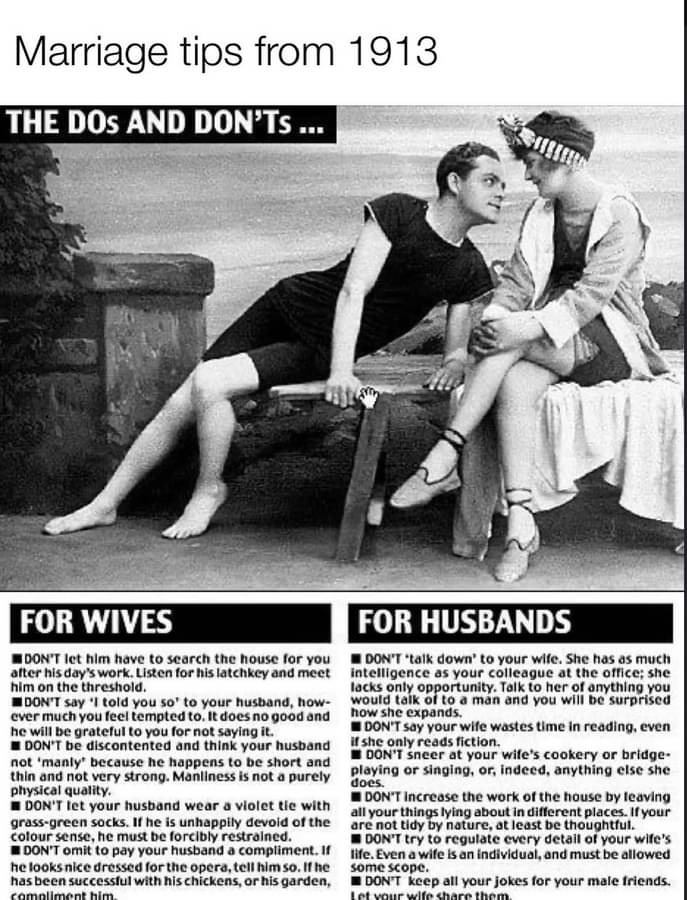 Marriage tips from 1913
THE DOs AND DON'Ts ...
FOR WIVES
■ DON'T let him have to search the house for you
after his day's work. Listen for his latchkey and meet
him on the threshold.
■ DON'T say 'I told you so' to your husband, how-
ever much you feel tempted to. It does no good and
he will be grateful to you for not saying it.
■ DON'T be discontented and think your husband
not 'manly' because he happens to be short and
thin and not very strong. Manliness is not a purely
physical quality.
■ DON'T let your husband wear a violet tie with
grass-green socks. If he is unhappily devoid of the
colour sense, he must be forcibly restrained.
■ DON'T omit to pay your husband a compliment. If
he looks nice dressed for the opera, tell him so. If he
has been successful with his chickens, or his garden,
compliment him.
FOR HUSBANDS
■ DON'T 'talk down' to your wife. She has as much
intelligence as your colleague at the office; she
lacks only opportunity. Talk to her of anything you
would talk of to a man and you will be surprised
how she expands.
■ DON'T say your wife wastes time in reading, even
if she only reads fiction.
■ DON'T sneer at your wife's cookery or bridge-
playing or singing, or, indeed, anything else she
does.
■ DON'T increase the work of the house by leaving
all your things lying about in different places. If your
are not tidy by nature, at least be thoughtful.
■ DON'T try to regulate every detail of your wife's
life. Even a wife is an individual, and must be allowed
some scope.
■ DON'T keep all your jokes for your male friends.
Let your wife share them.